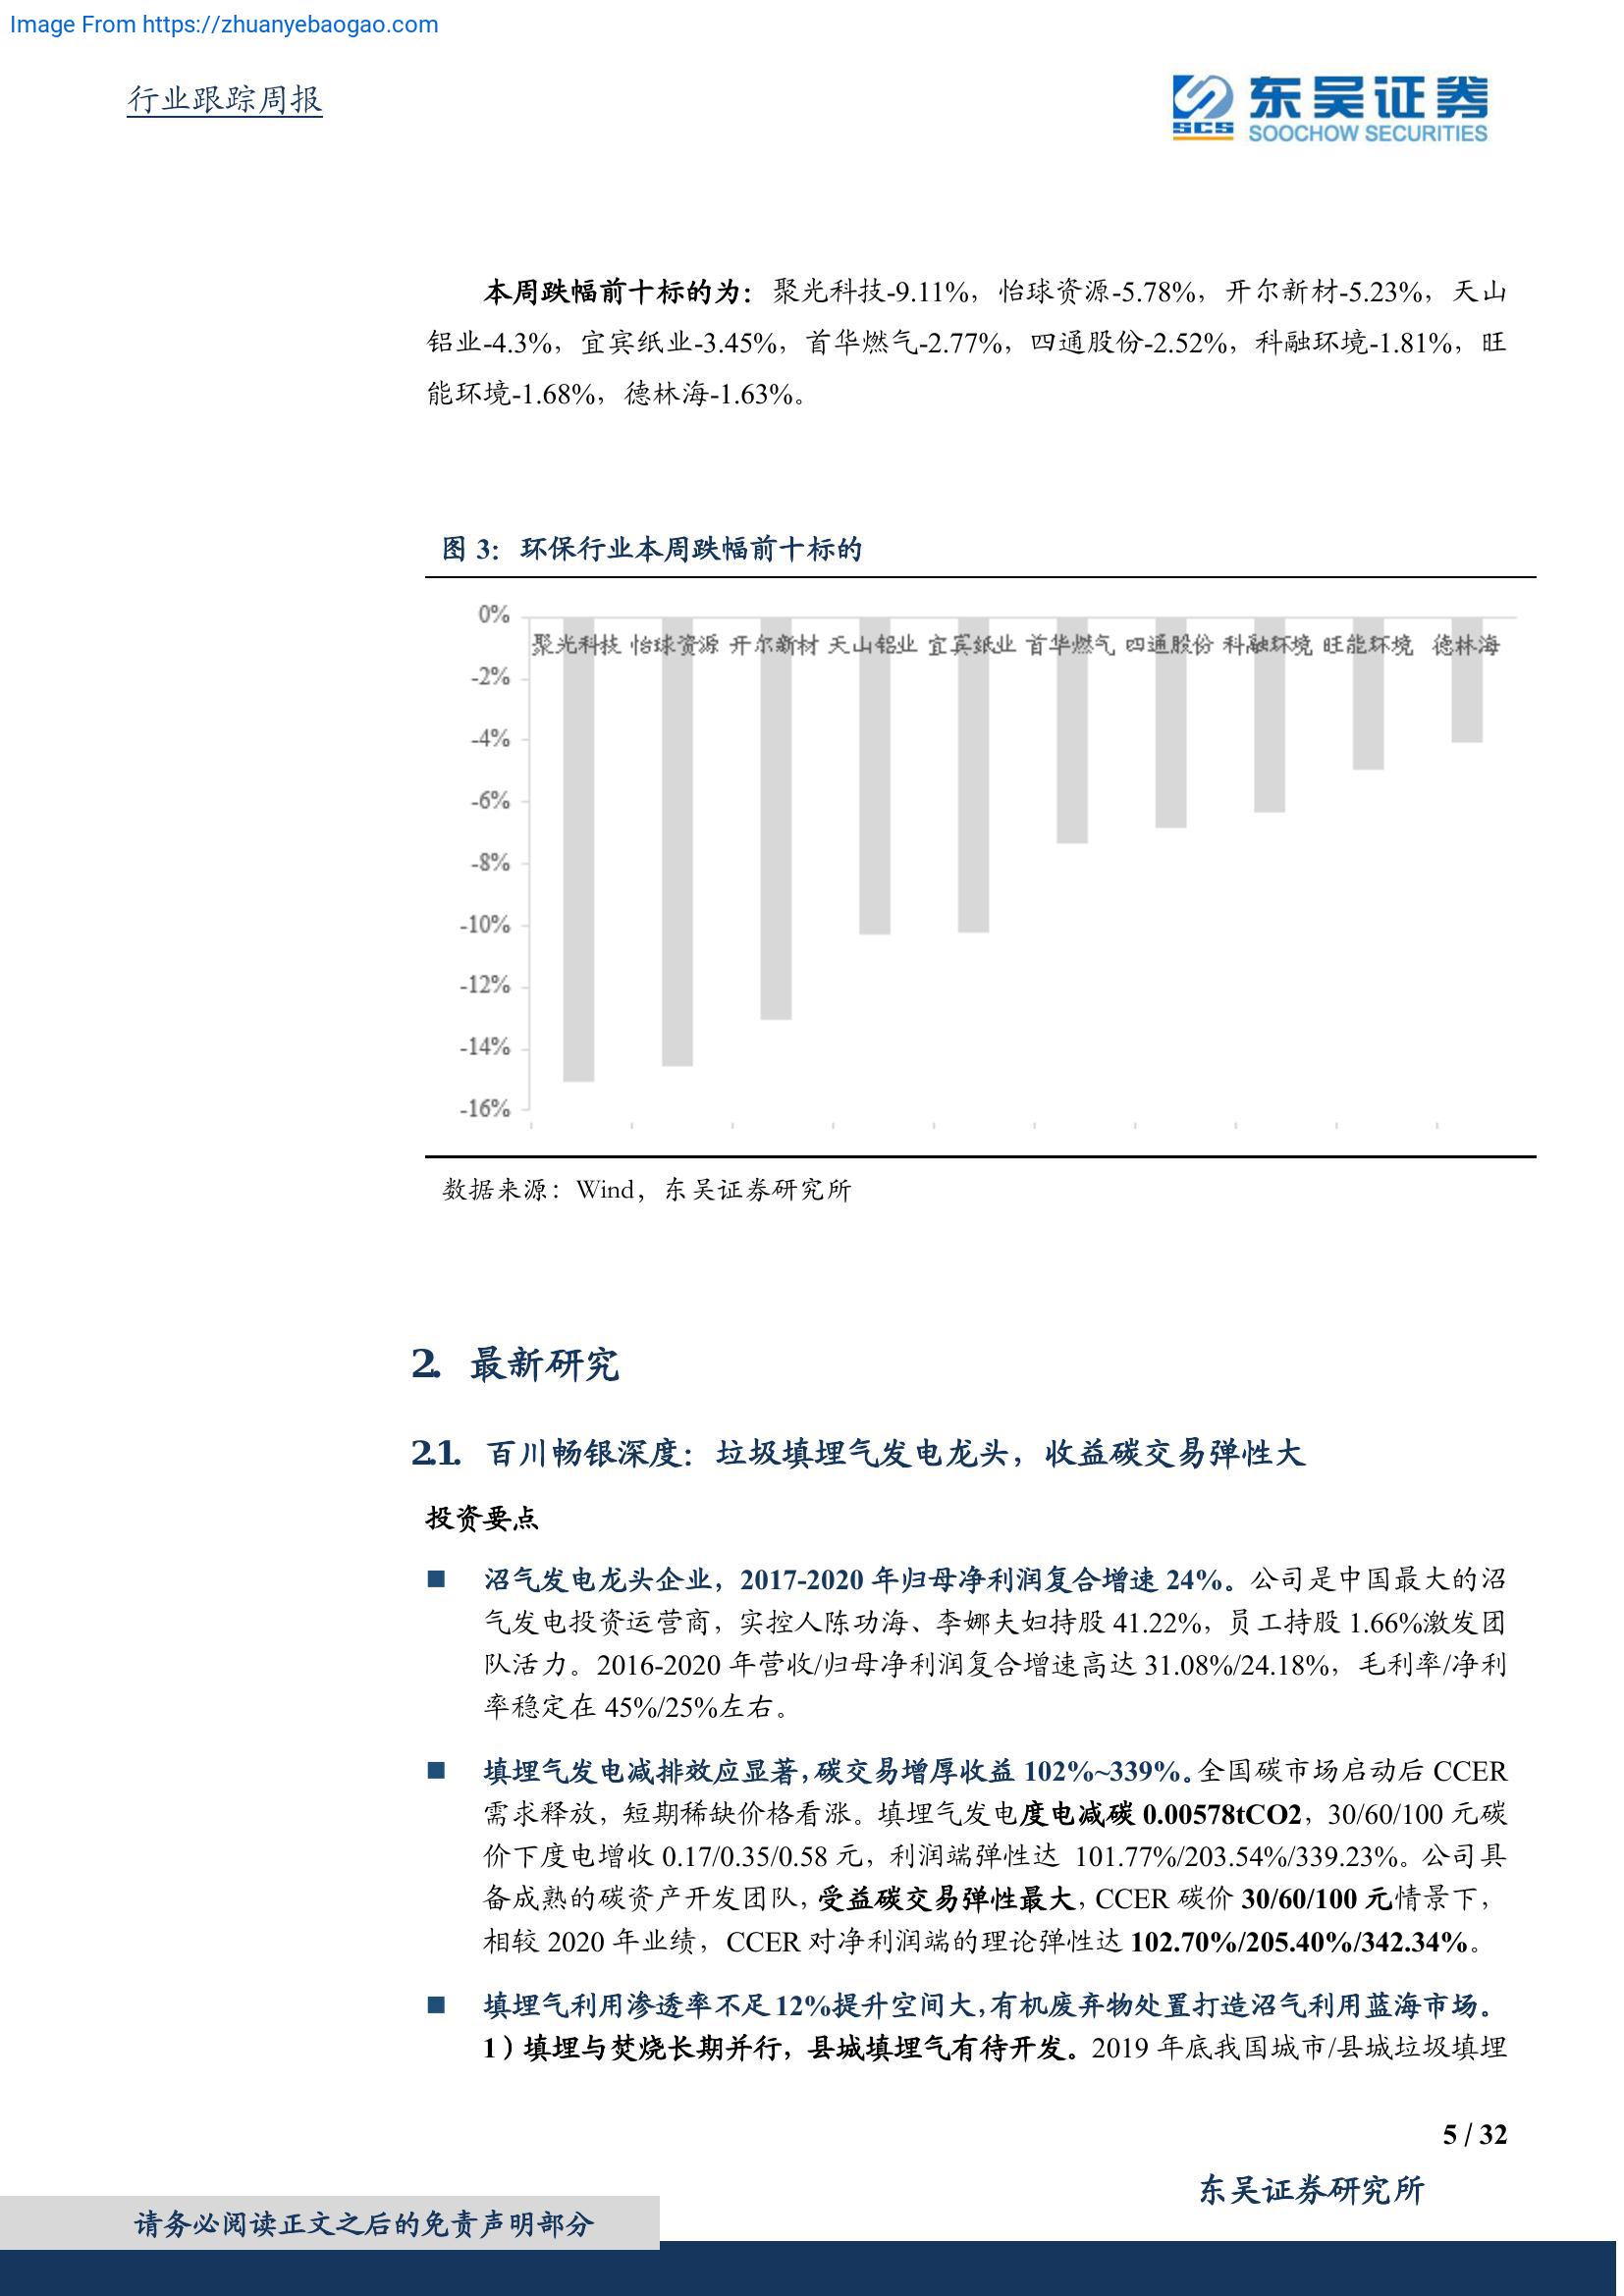 Image From https://zhuanyebaogao.com
行业跟踪周报
SCS 东吴证券
SOOCHOW SECURITIES
本周跌幅前十标的为：聚光科技-9.11%，怡球资源-5.78%，开尔新材-5.23%，天山
铝业-4.3%，宜宾纸业-3.45%，首华燃气-2.77%，四通股份-2.52%，科融环境-1.81%，旺
能环境-1.68%，德林海-1.63%。
图 3：环保行业本周跌幅前十标的
0%
聚光科技 怡球资源 开尔新材 天山铝业 宜宾纸业 首华燃气 四通股份 科融环境 旺能环境 德林海
-2%
-4%
-6%
-8%
-10%
-12%
-14%
-16%
数据来源：Wind，东吴证券研究所
2. 最新研究
2.1. 百川畅银深度：垃圾填埋气发电龙头，收益碳交易弹性大
投资要点
■ 沼气发电龙头企业，2017-2020 年归母净利润复合增速 24%。公司是中国最大的沼
气发电投资运营商，实控人陈功海、李娜夫妇持股 41.22%，员工持股 1.66%激发团
队活力。2016-2020 年营收/归母净利润复合增速高达 31.08%/24.18%，毛利率/净利
率稳定在 45%/25%左右。
■ 填埋气发电减排效应显著，碳交易增厚收益 102%~339%。全国碳市场启动后 CCER
需求释放，短期稀缺价格看涨。填埋气发电度电减碳 0.00578tCO2，30/60/100 元碳
价下度电增收 0.17/0.35/0.58 元，利润端弹性达 101.77%/203.54%/339.23%。公司具
备成熟的碳资产开发团队，受益碳交易弹性最大，CCER 碳价 30/60/100 元情景下，
相较 2020 年业绩，CCER 对净利润端的理论弹性达 102.70%/205.40%/342.34%。
■ 填埋气利用渗透率不足 12%提升空间大，有机废弃物处置打造沼气利用蓝海市场。
1）填埋与焚烧长期并行，县城填埋气有待开发。2019 年底我国城市/县城垃圾填埋
5 / 32
东吴证券研究所
请务必阅读正文之后的免责声明部分